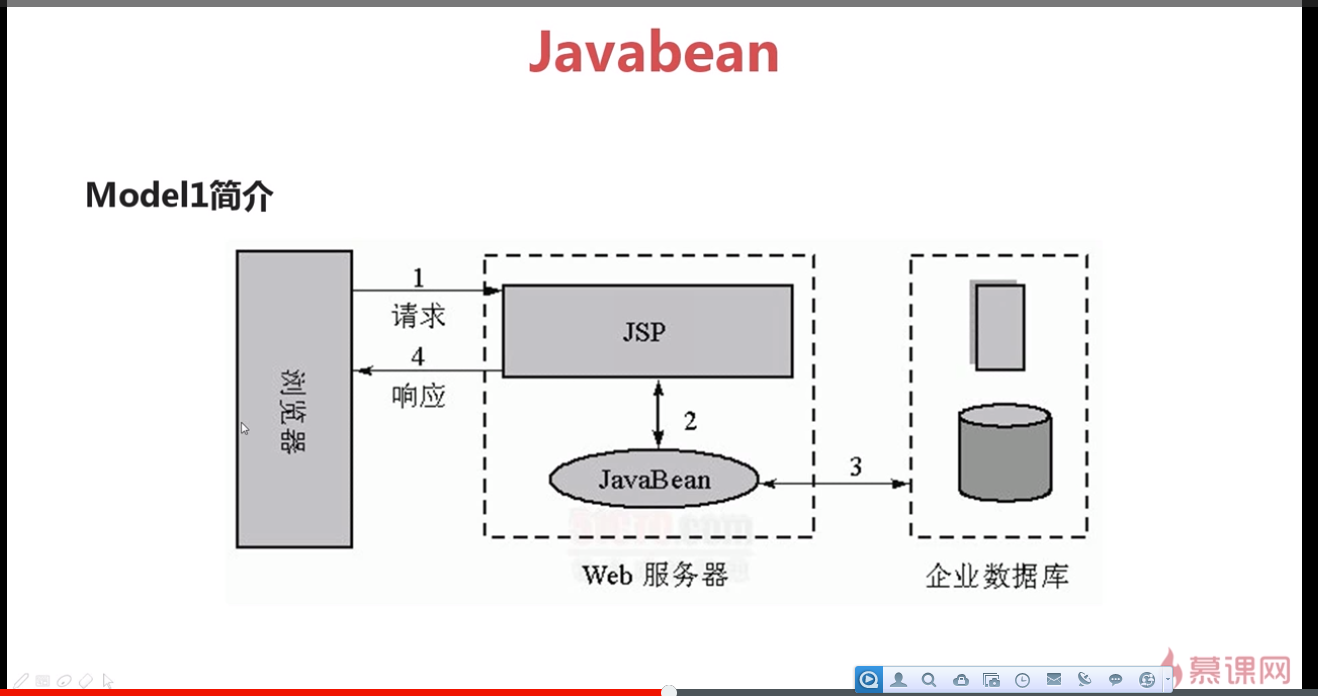 Javabean
Model1简介
1
请求
4
响应
浏览器
JSP
2
JavaBean
3
Web 服务器
企业数据库
慕课网